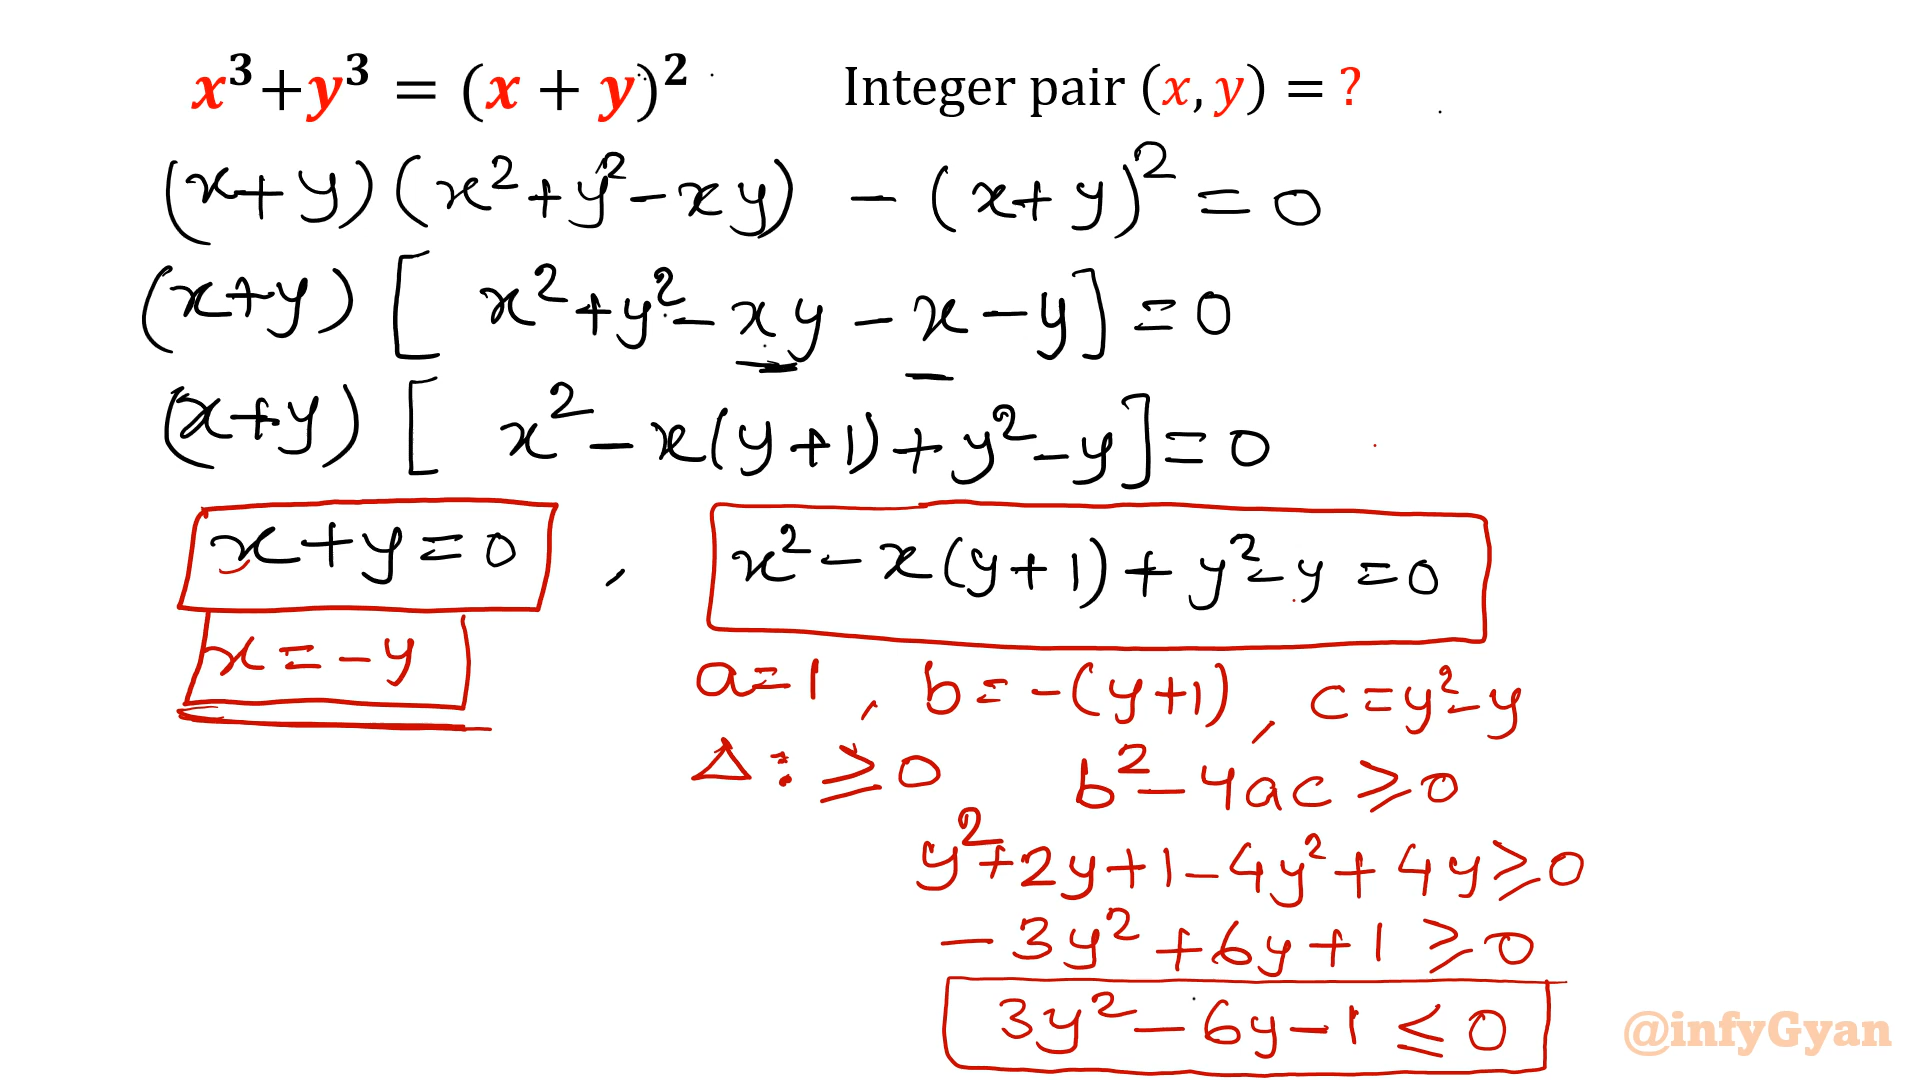 x³+y³ = (x + y)² Integer pair (x, y) = ?
(x+y) (x²+y²-xy) - (x+y)² = 0
(x+y) [ x²+y²-xy-x-y] = 0
(x+y) [ x²-x(y+1)+y²-y] = 0
x+y=0 , x²-x(y+1)+y²-y=0
x=-y
a=1, b=-(y+1), c=y²-y
Δ: ≥0 b²-4ac≥0
y²+2y+1-4y²+4y≥0
-3y²+6y+1≥0
3y²-6y-1≤0
@infyGyan